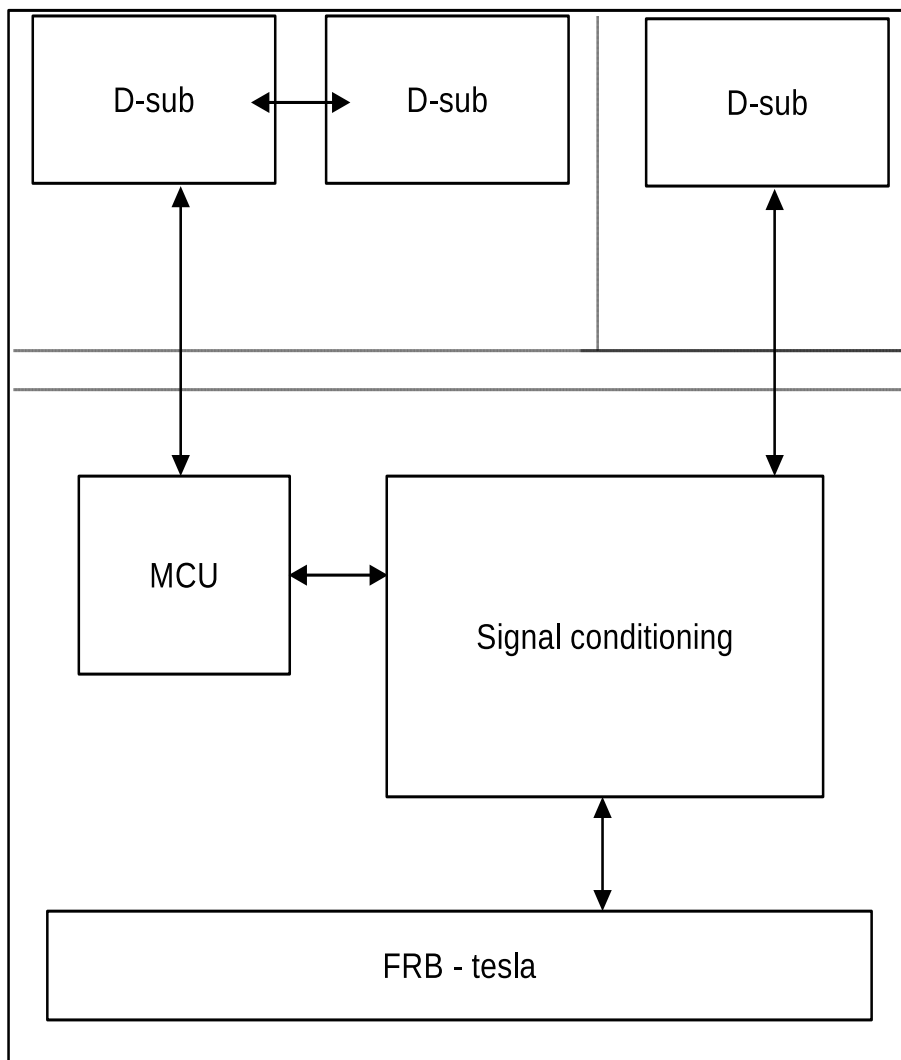 D-sub
D-sub
D-sub
MCU
Signal conditioning
FRB - tesla